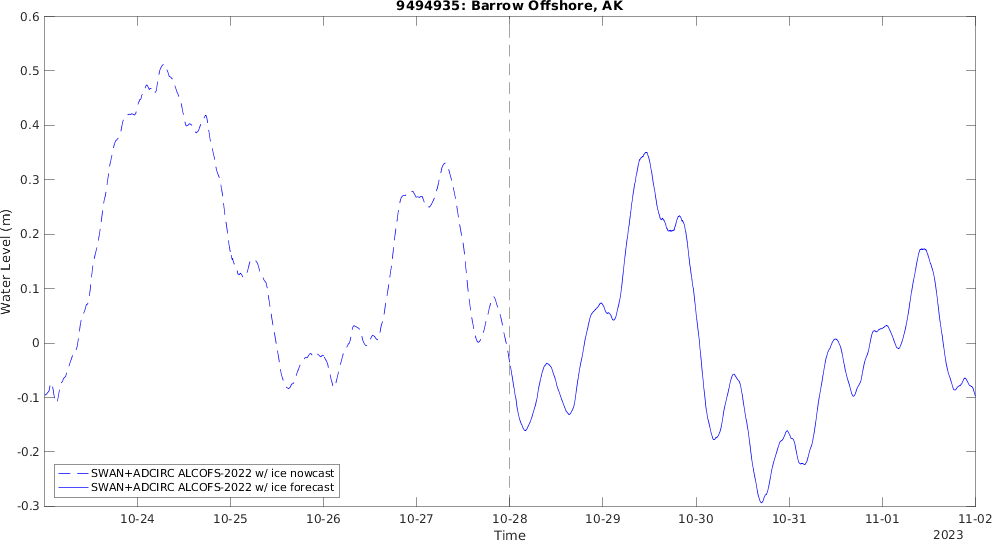 9494935: Barrow Offshore, AK
0.6
0.5
0.4
0.3
0.2
0.1
0
-0.1
-0.2
-0.3
Water Level (m)
SWAN+ADCIRC ALCOFS-2022 w/ ice nowcast
SWAN+ADCIRC ALCOFS-2022 w/ ice forecast
10-24 10-25 10-26 10-27 10-28 10-29 10-30 10-31 11-01 11-02
Time
2023